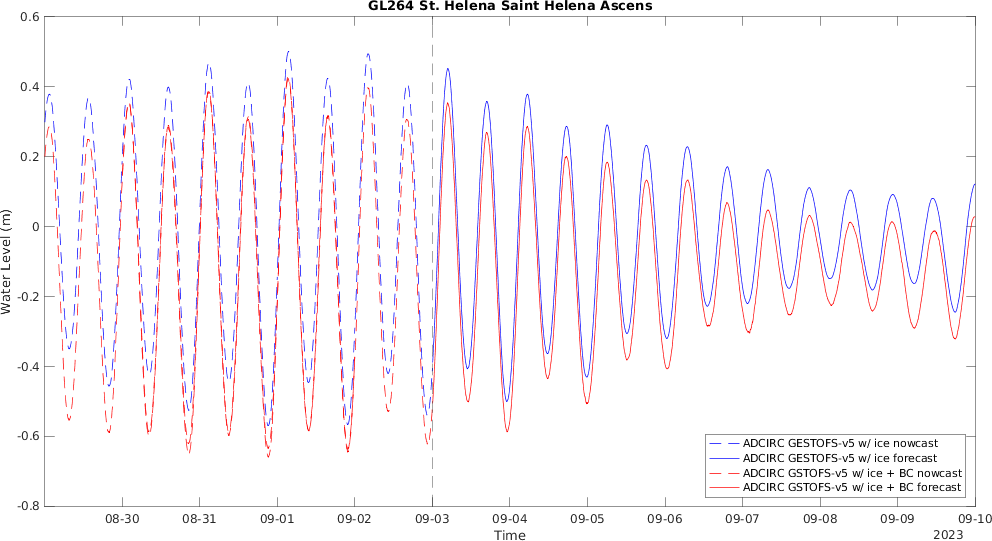 GL264 St. Helena Saint Helena Ascens
0.6
0.4
0.2
0
-0.2
-0.4
-0.6
-0.8
Water Level (m)
ADCIRC GESTOFS-v5 w/ ice nowcast
ADCIRC GESTOFS-v5 w/ ice forecast
ADCIRC GSTOFS-v5 w/ ice + BC nowcast
ADCIRC GSTOFS-v5 w/ ice + BC forecast
08-30 08-31 09-01 09-02 09-03 09-04 09-05 09-06 09-07 09-08 09-09 09-10
Time
2023